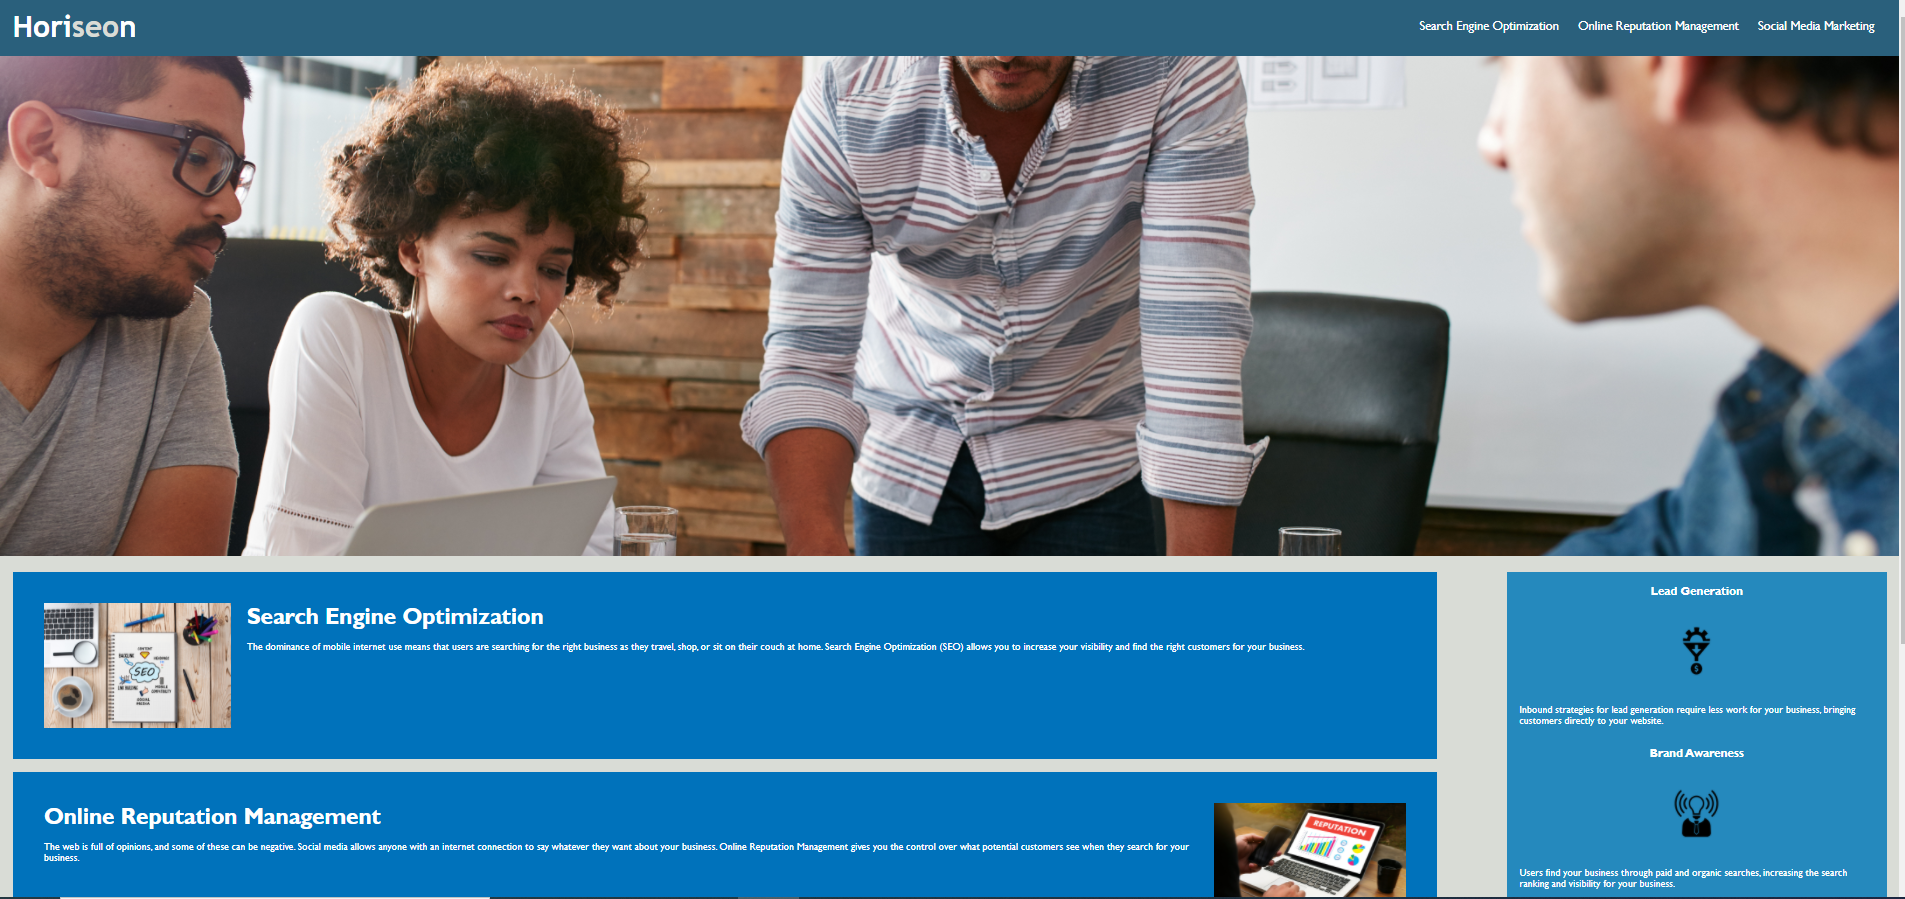 Horiseon
Search Engine Optimization
Online Reputation Management
Social Media Marketing
Search Engine Optimization
The dominance of mobile internet use means that users are searching for the right business as they travel, shop, or sit on their couch at home. Search Engine Optimization (SEO) allows you to increase your visibility and find the right customers for your business.
SEO
Online Reputation Management
The web is full of opinions, and some of these can be negative. Social media allows anyone with an internet connection to say whatever they want about your business. Online Reputation Management gives you the control over what potential customers see when they search for your
business.
REPUTATION
Lead Generation
Inbound strategies for lead generation require less work for your business, bringing
customers directly to your website.
Brand Awareness
Users find your business through paid and organic searches, increasing the search
ranking and visibility for your business.